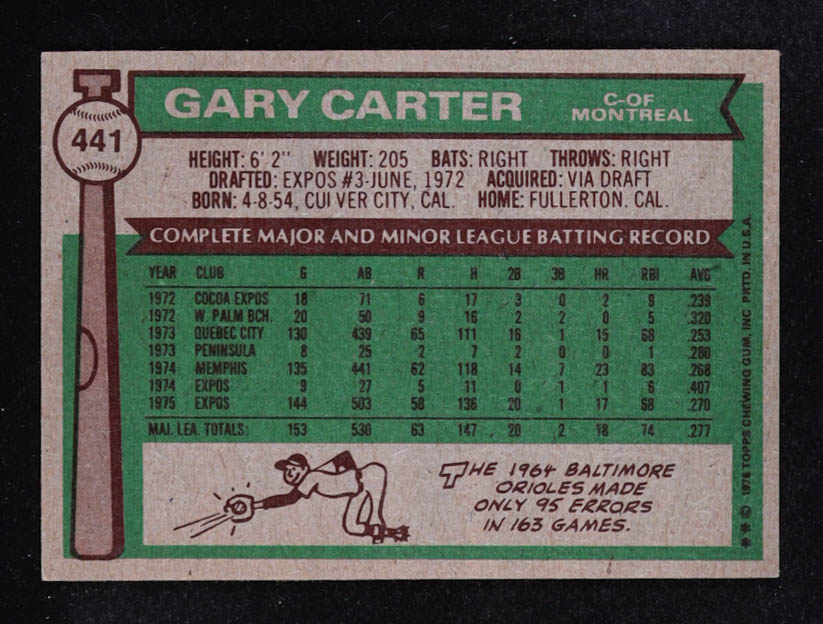 441
GARY CARTER
C-OF
MONTREAL
HEIGHT: 6' 2" WEIGHT: 205 BATS: RIGHT THROWS: RIGHT
DRAFTED: EXPOS #3-JUNE, 1972 ACQUIRED: VIA DRAFT
BORN: 4-8-54, CULVER CITY, CAL. HOME: FULLERTON, CAL.
COMPLETE MAJOR AND MINOR LEAGUE BATTING RECORD
YEAR CLUB G AB R H 2B 3B HR RBI AVG
1972 COCOA EXPOS 18 71 6 17 3 0 2 9 .239
1972 W. PALM BCH. 20 50 9 16 2 2 0 5 .320
1973 QUEBEC CITY 130 439 65 111 16 1 15 68 .253
1973 PENINSULA 8 25 2 7 2 0 0 1 .280
1974 MEMPHIS 135 441 62 118 14 7 23 83 .268
1974 EXPOS 9 27 5 11 0 1 1 6 .407
1975 EXPOS 144 503 58 136 20 1 17 68 .270
MAJ. LEA. TOTALS: 153 530 63 147 20 2 18 74 .277
THE 1964 BALTIMORE
ORIOLES MADE
ONLY 95 ERRORS
IN 163 GAMES.
** © 1976 TOPPS CHEWING GUM, INC. PRTD. IN U.S.A.